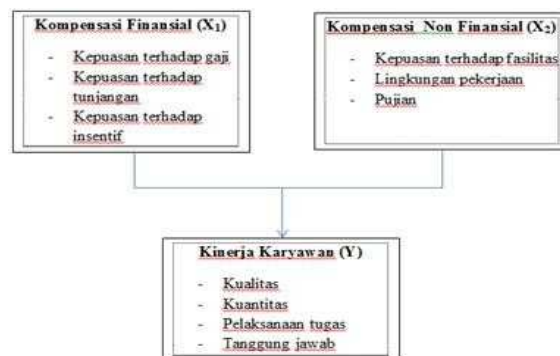 Kompensasi Finansial (X₁)
- Kepuasan terhadap gaji
- Kepuasan terhadap
tunjangan
- Kepuasan terhadap
insentif
Kompensasi Non Finansial (X₂)
- Kepuasan terhadap fasilitas
- Lingkungan pekerjaan
- Pujian
Kinerja Karyawan (Y)
- Kualitas
- Kuantitas
- Pelaksanaan tugas
- Tanggung jawab